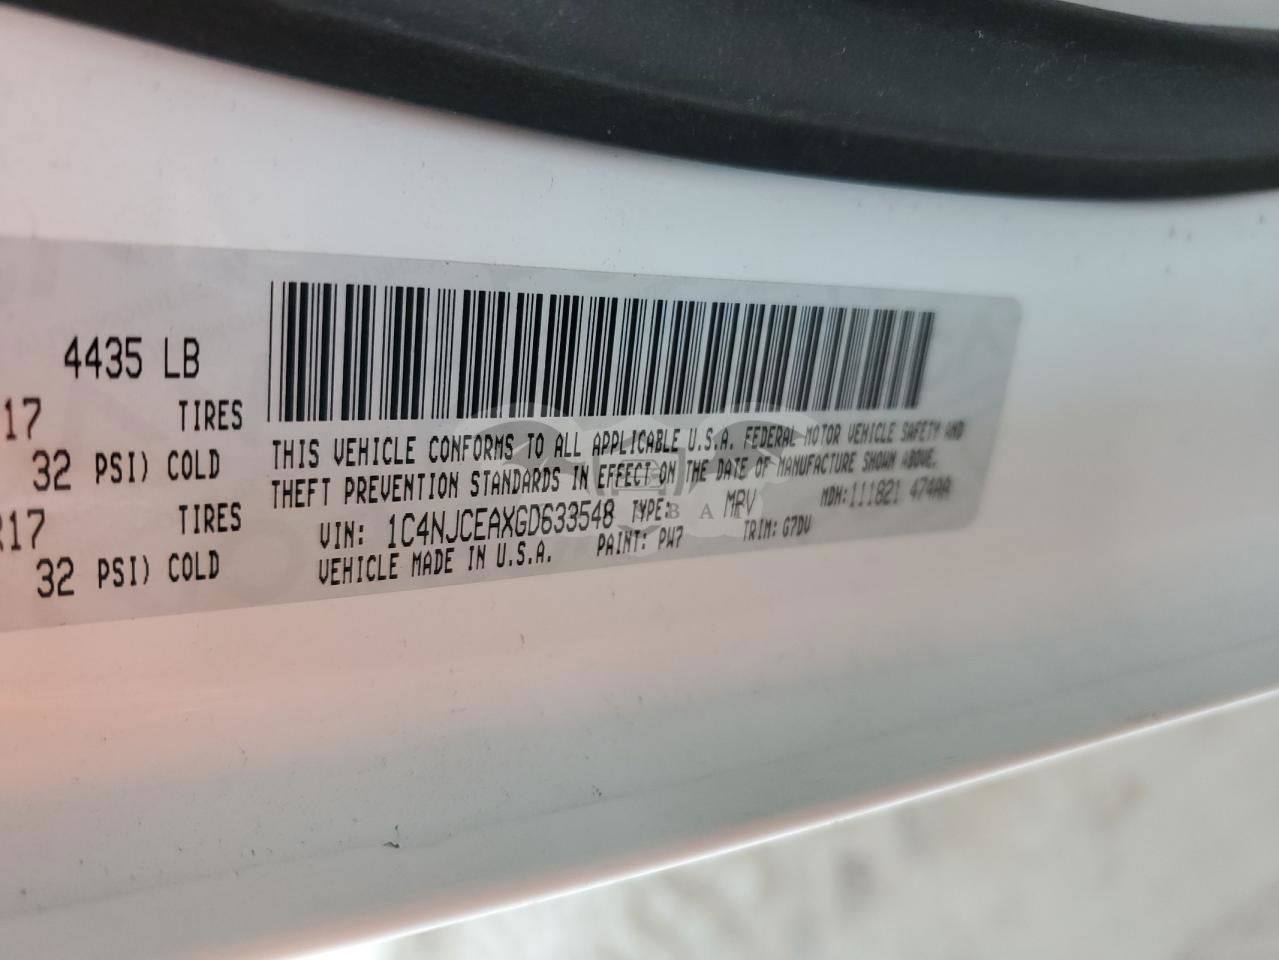 4435 LB
17 TIRES
32 PSI) COLD
R17 TIRES
32 PSI) COLD
THIS VEHICLE CONFORMS TO ALL APPLICABLE U.S.A. FEDERAL MOTOR VEHICLE SAFETY AND
THEFT PREVENTION STANDARDS IN EFFECT ON THE DATE OF MANUFACTURE SHOWN ABOVE.
VIN: 1C4NJCEAXGD633548 TYPE: MPV MDH:111821 474AA
VEHICLE MADE IN U.S.A. PAINT: PW7 TRIM: G7DV